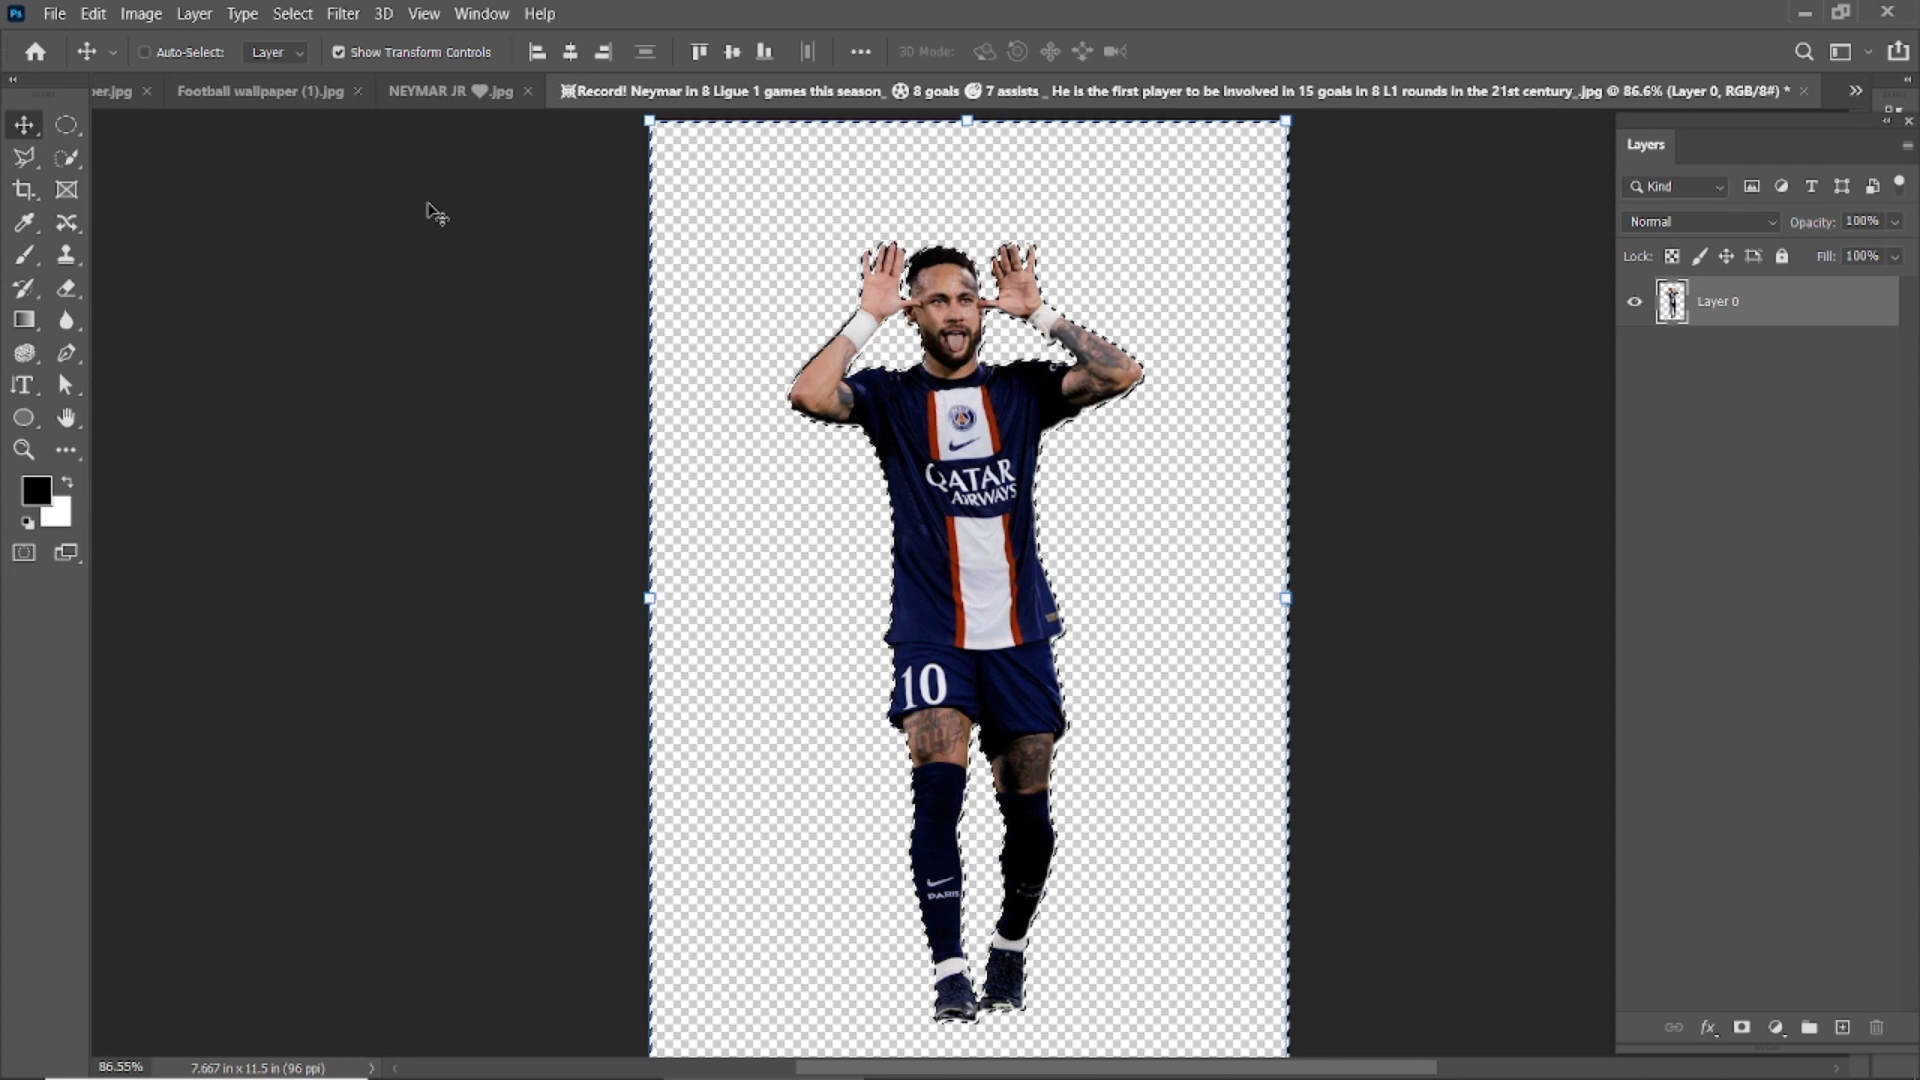 Ps File Edit Image Layer Type Select Filter 3D View Window Help
Auto-Select: Layer Show Transform Controls 3D Mode:
per.jpg Football wallpaper (1).jpg NEYMAR JR 🖤.jpg Record! Neymar in 8 Ligue 1 games this season_ ⚽ 8 goals 🎯 7 assists _ He is the first player to be involved in 15 goals in 8 L1 rounds in the 21st century_.jpg @ 86.6% (Layer 0, RGB/8#) *
Layers
Kind
Normal Opacity: 100%
Lock: Fill: 100%
Layer 0
QATAR
AIRWAYS
10
PARIS
86.55% 7.667 in x 11.5 in (96 ppi)